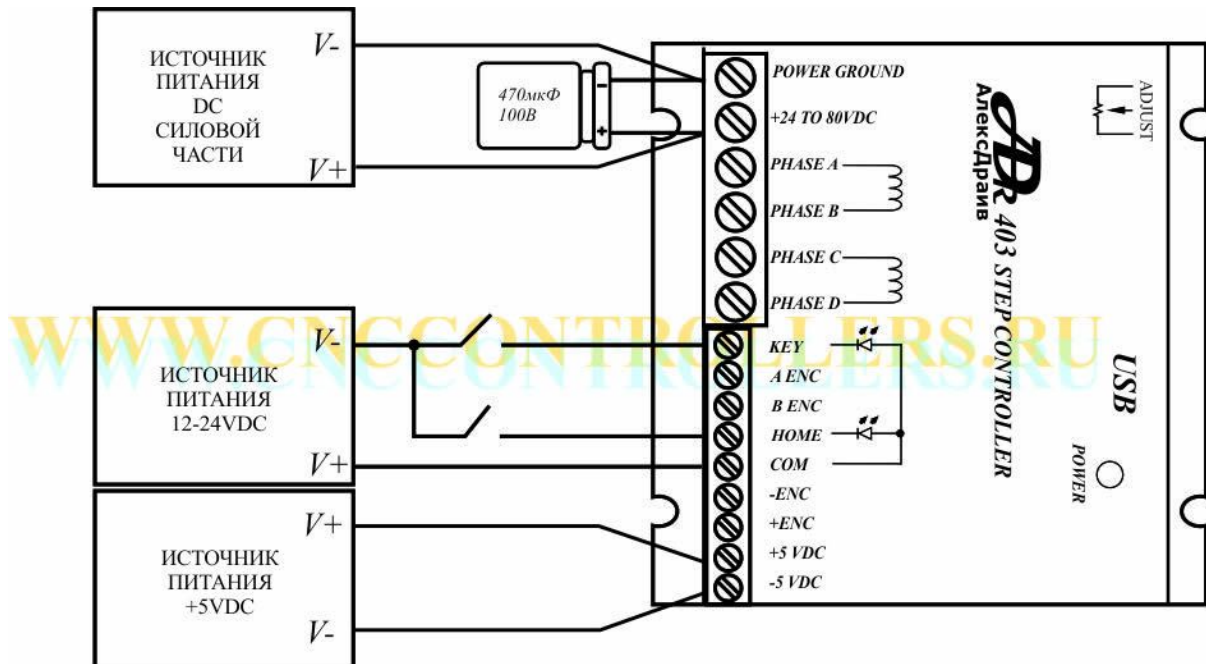 ИСТОЧНИК
ПИТАНИЯ
DC
СИЛОВОЙ
ЧАСТИ
V-
V+
470мкФ
100В
-
+
POWER GROUND
+24 TO 80VDC
PHASE A
PHASE B
PHASE C
PHASE D
KEY
A ENC
B ENC
HOME
COM
-ENC
+ENC
+5 VDC
-5 VDC
ADJUST
АлексДраив
ADR 403 STEP CONTROLLER
USB
POWER
WWW.CNCCONTROLLERS.RU
ИСТОЧНИК
ПИТАНИЯ
12-24VDC
V-
V+
ИСТОЧНИК
ПИТАНИЯ
+5VDC
V+
V-